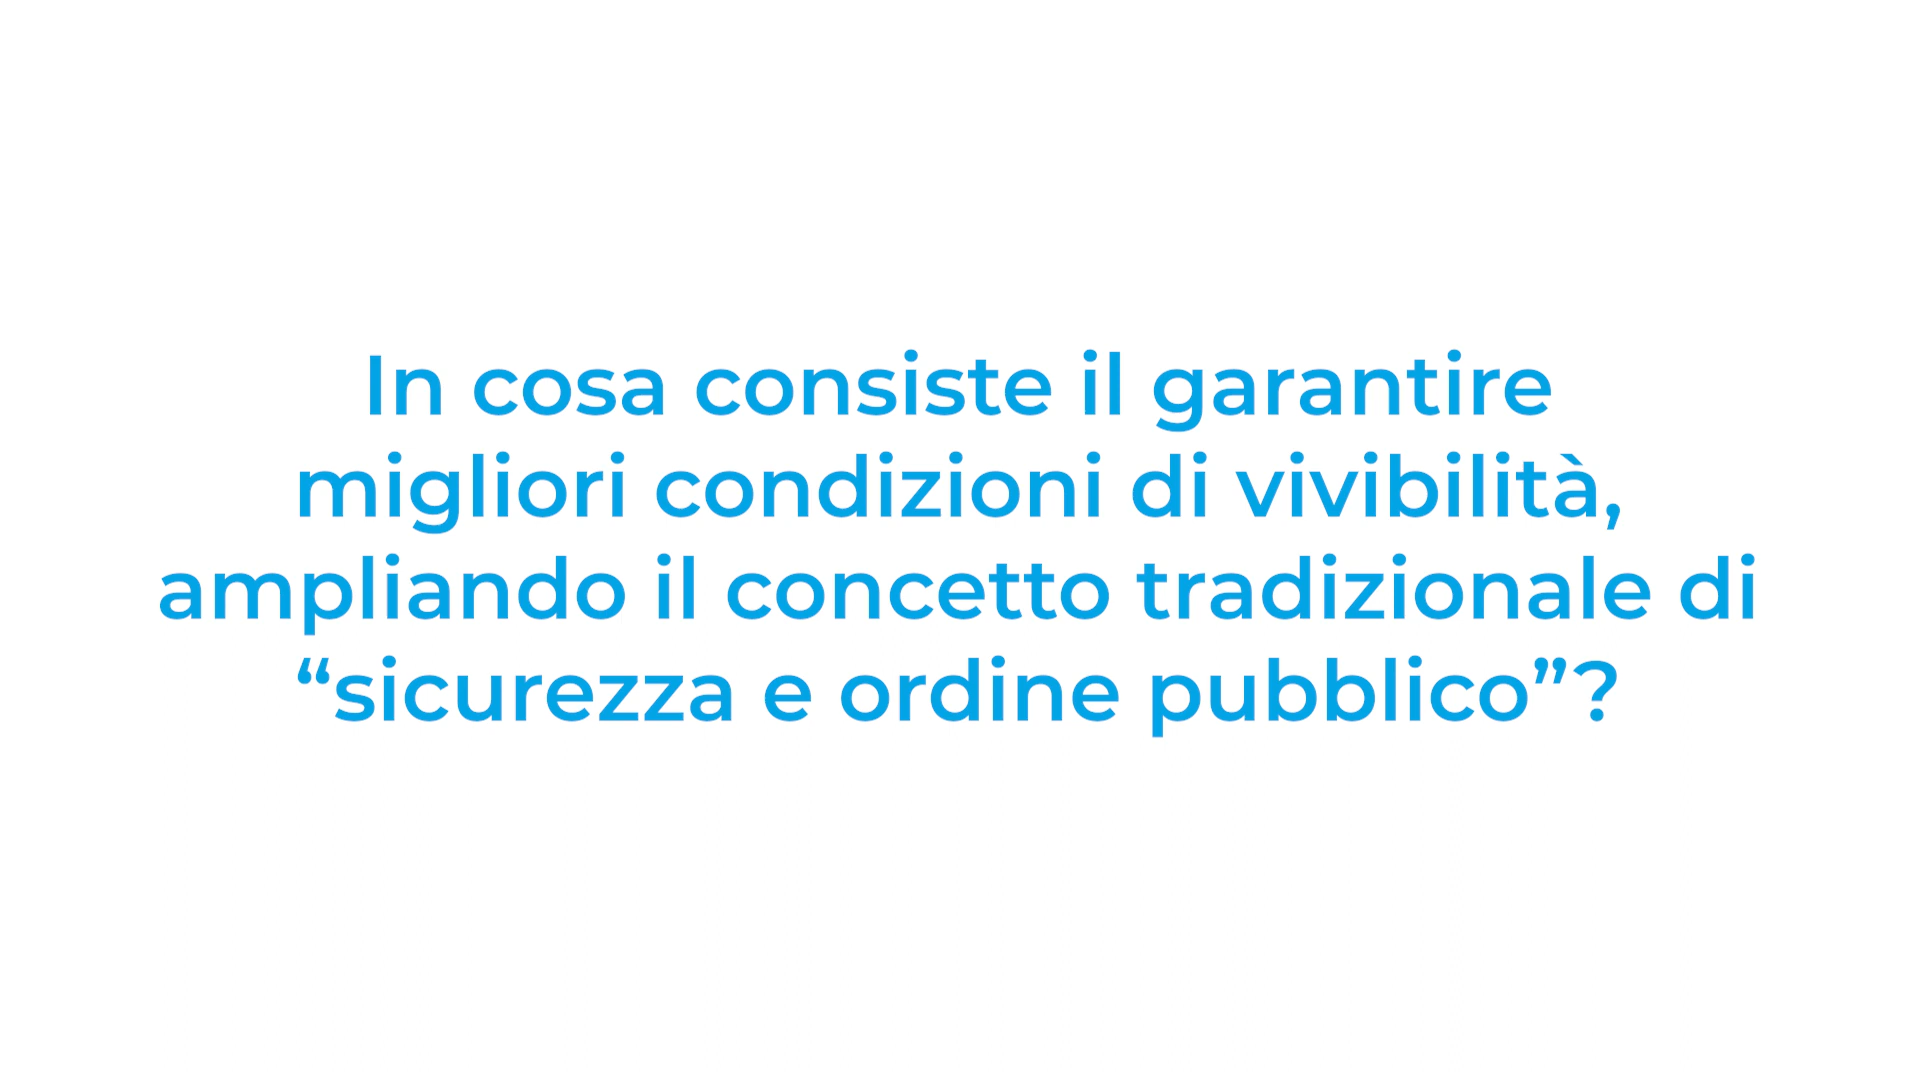 In cosa consiste il garantire
migliori condizioni di vivibilità,
ampliando il concetto tradizionale di
“sicurezza e ordine pubblico”?